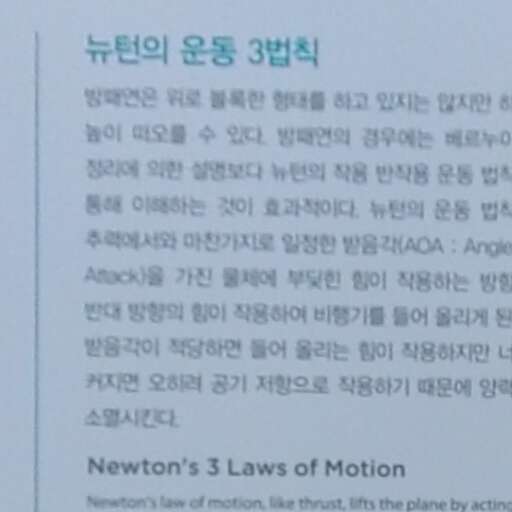 뉴턴의 운동 3법칙
방패연은 위로 볼록한 형태를 하고 있지는 않지만 하
높이 떠오를 수 있다. 방패연의 경우에는 베르누이
정리에 의한 설명보다 뉴턴의 작용 반작용 운동 법칙
통해 이해하는 것이 효과적이다. 뉴턴의 운동 법칙
추력에서와 마찬가지로 일정한 받음각(AOA : Angle
Attack)을 가진 물체에 부딪힌 힘이 작용하는 방향
반대 방향의 힘이 작용하여 비행기를 들어 올리게 된
받음각이 적당하면 들어 올리는 힘이 작용하지만 너
커지면 오히려 공기 저항으로 작용하기 때문에 양력
소멸시킨다.
Newton's 3 Laws of Motion
Newton's law of motion, like thrust, lifts the plane by acting